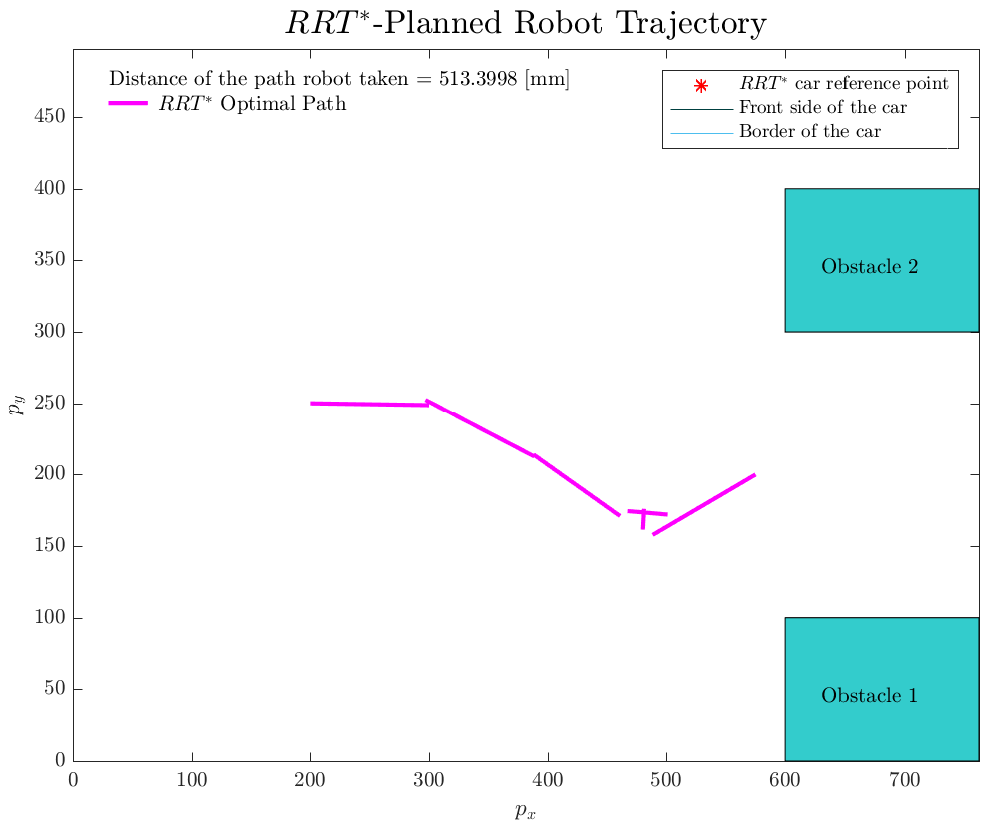 RRT*-Planned Robot Trajectory
Distance of the path robot taken = 513.3998 [mm]
RRT* Optimal Path
RRT* car reference point
Front side of the car
Border of the car
450
400
350
300
250
200
150
100
50
0
p_y
Obstacle 2
Obstacle 1
0 100 200 300 400 500 600 700
p_x